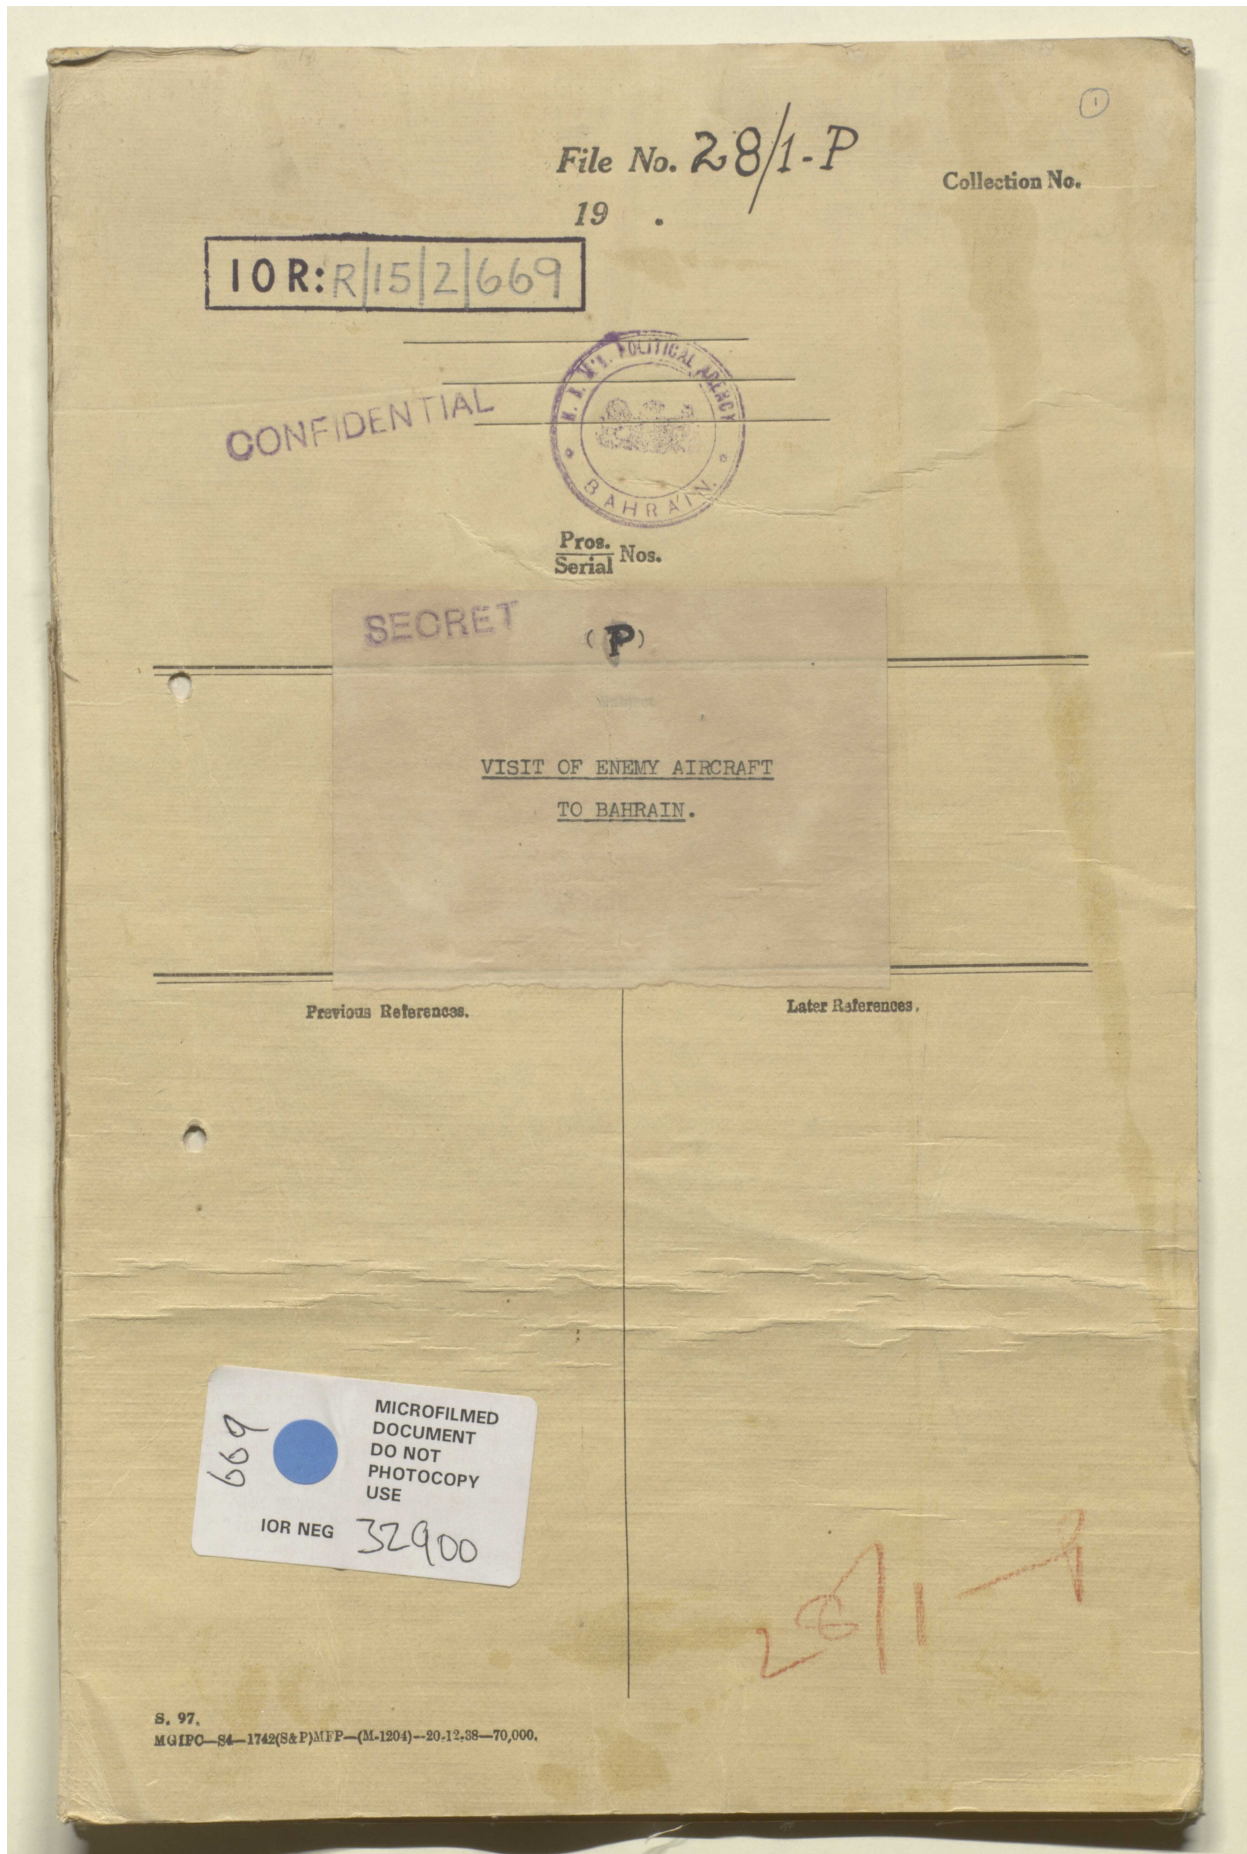 1
File No. 28/1-P
Collection No.
19 .
IOR: R/15/2/669
CONFIDENTIAL
POLITICAL AGENCY
BAHRAIN.
Pros.
Serial Nos.
SECRET
(P)
VISIT OF ENEMY AIRCRAFT
TO BAHRAIN.
Previous References.
Later References.
669
MICROFILMED
DOCUMENT
DO NOT
PHOTOCOPY
USE
IOR NEG 32900
28/1-P
S. 97.
MGIPC—S4—1742(S&P)MFP—(M-1204)—20-12-38—70,000.